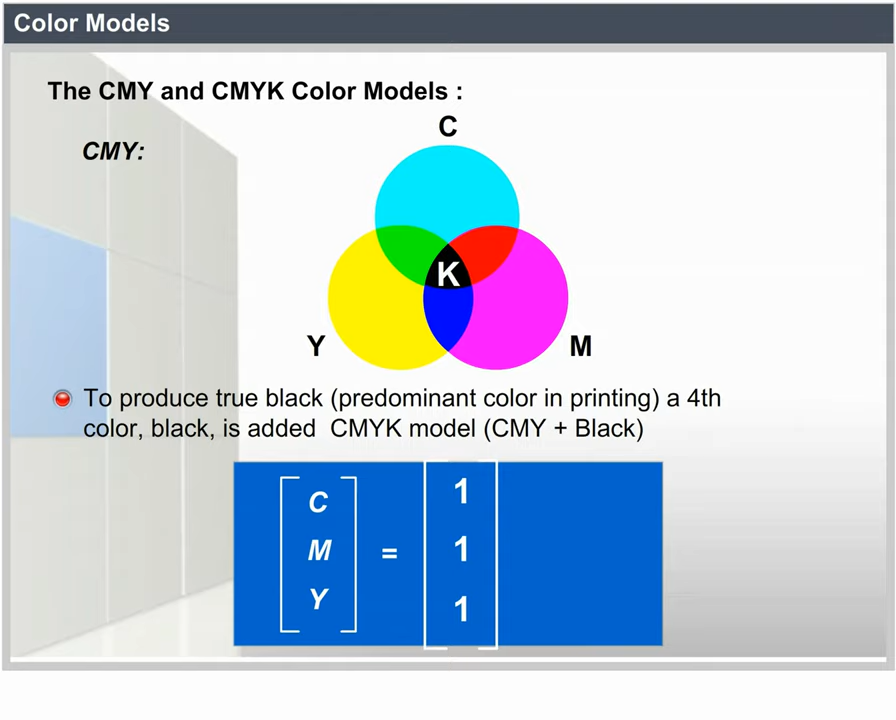 Color Models
The CMY and CMYK Color Models :
C
CMY:
K
Y
M
To produce true black (predominant color in printing) a 4th
color, black, is added  CMYK model (CMY + Black)
C
M
Y
=
1
1
1